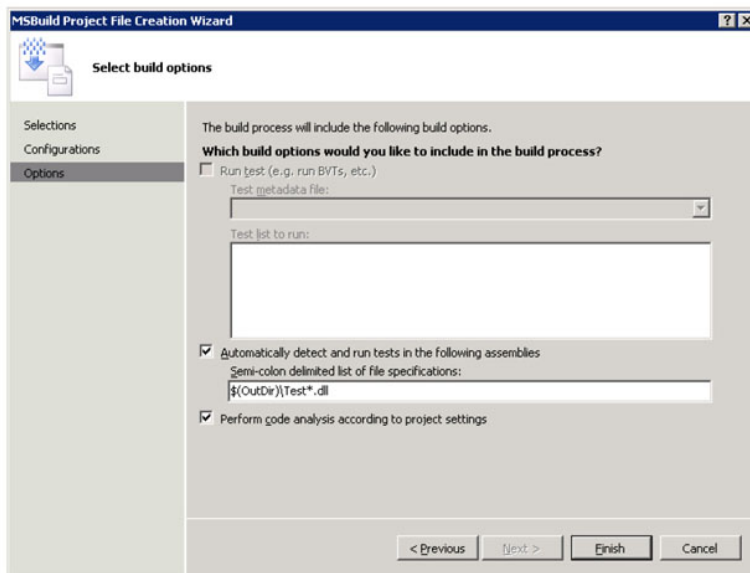 MSBuild Project File Creation Wizard
Select build options
Selections
Configurations
Options
The build process will include the following build options.
Which build options would you like to include in the build process?
Run test (e.g. run BVTs, etc.)
Test metadata file:
Test list to run:
Automatically detect and run tests in the following assemblies
Semi-colon delimited list of file specifications:
$(OutDir)\Test*.dll
Perform code analysis according to project settings
< Previous
Next >
Finish
Cancel